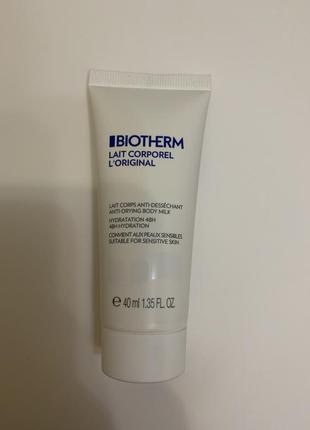 BIOTHERM
LAIT CORPOREL
L'ORIGINAL
LAIT CORPS ANTI-DESSÉCHANT
ANTI-DRYING BODY MILK
HYDRATATION 48H
48H HYDRATION
CONVIENT AUX PEAUX SENSIBLES
SUITABLE FOR SENSITIVE SKIN
℮ 40 ml 1.35 FL. OZ.